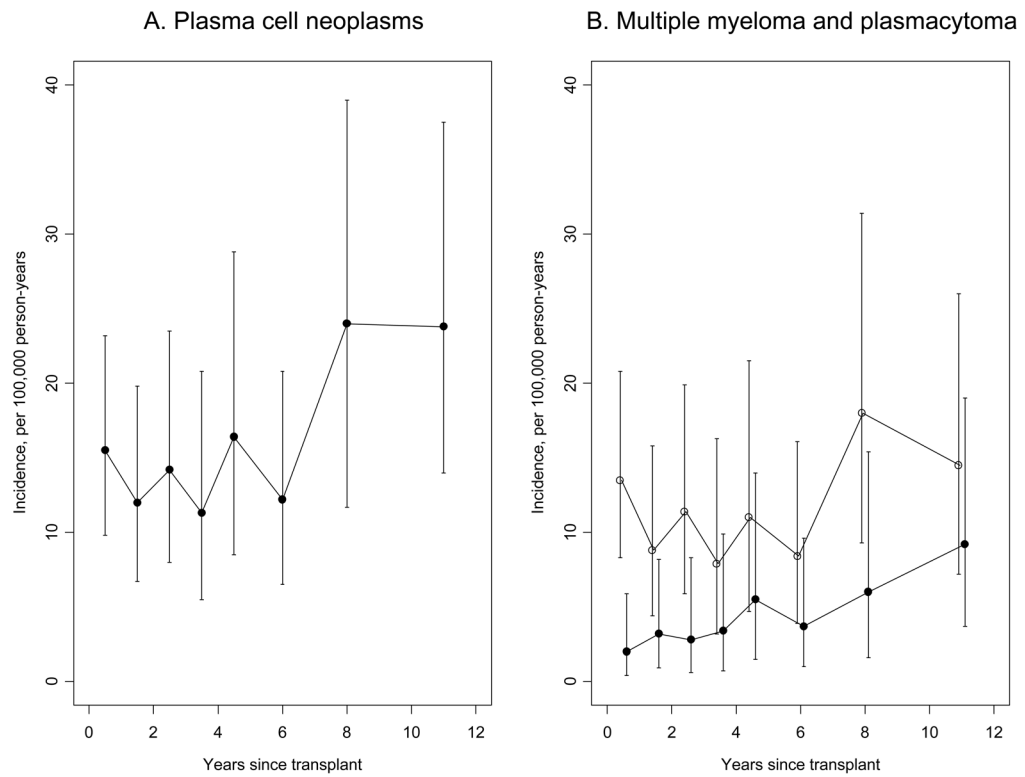 A. Plasma cell neoplasms
Incidence, per 100,000 person-years
40
30
20
10
0
0 2 4 6 8 10 12
Years since transplant
B. Multiple myeloma and plasmacytoma
Incidence, per 100,000 person-years
40
30
20
10
0
0 2 4 6 8 10 12
Years since transplant